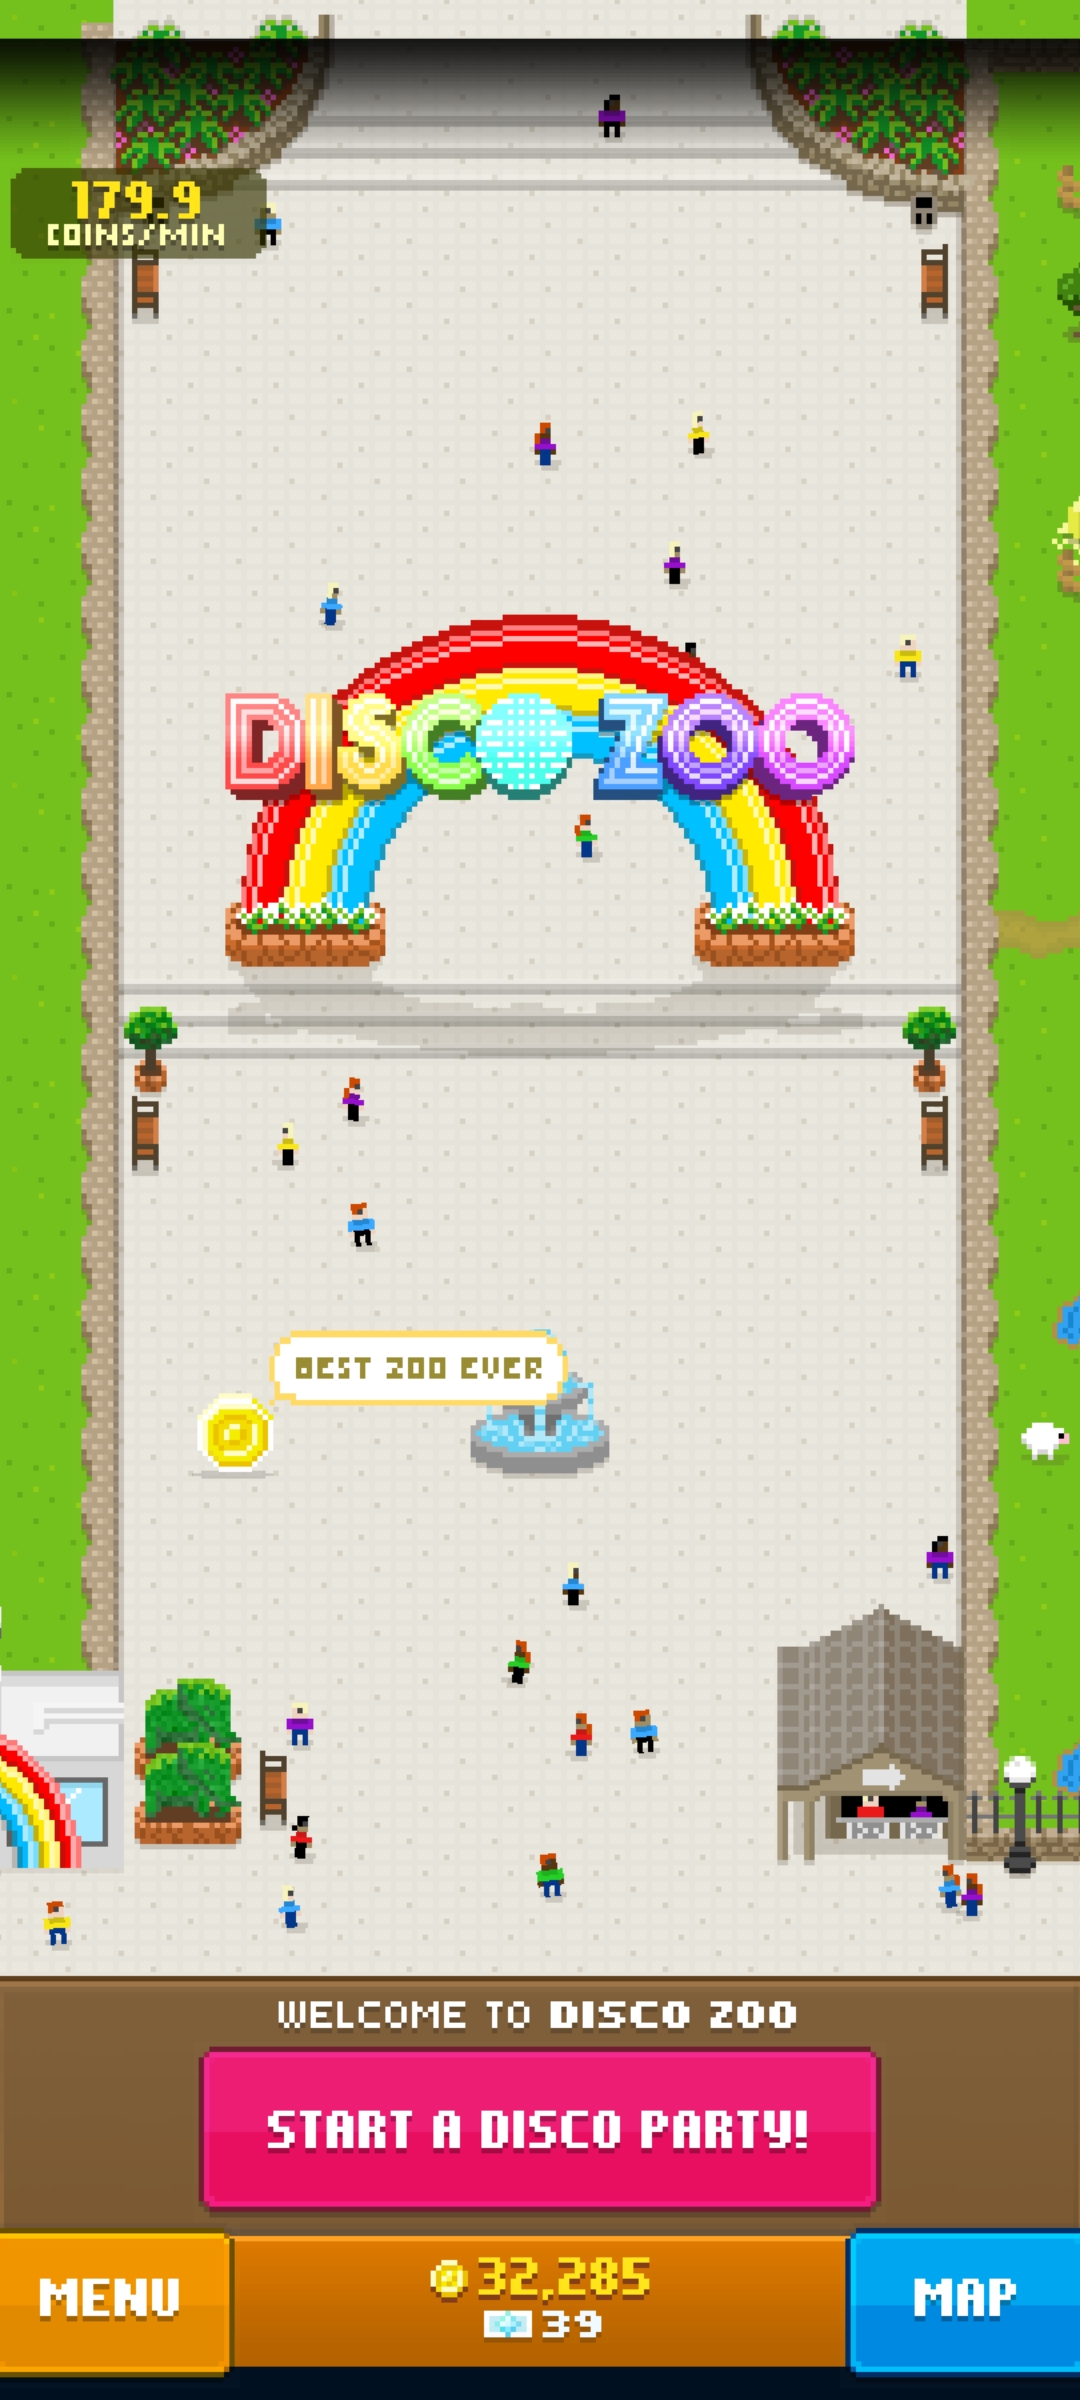 179.9
COINS/MIN
DISCO ZOO
BEST ZOO EVER
WELCOME TO DISCO ZOO
START A DISCO PARTY!
MENU
32,285
39
MAP